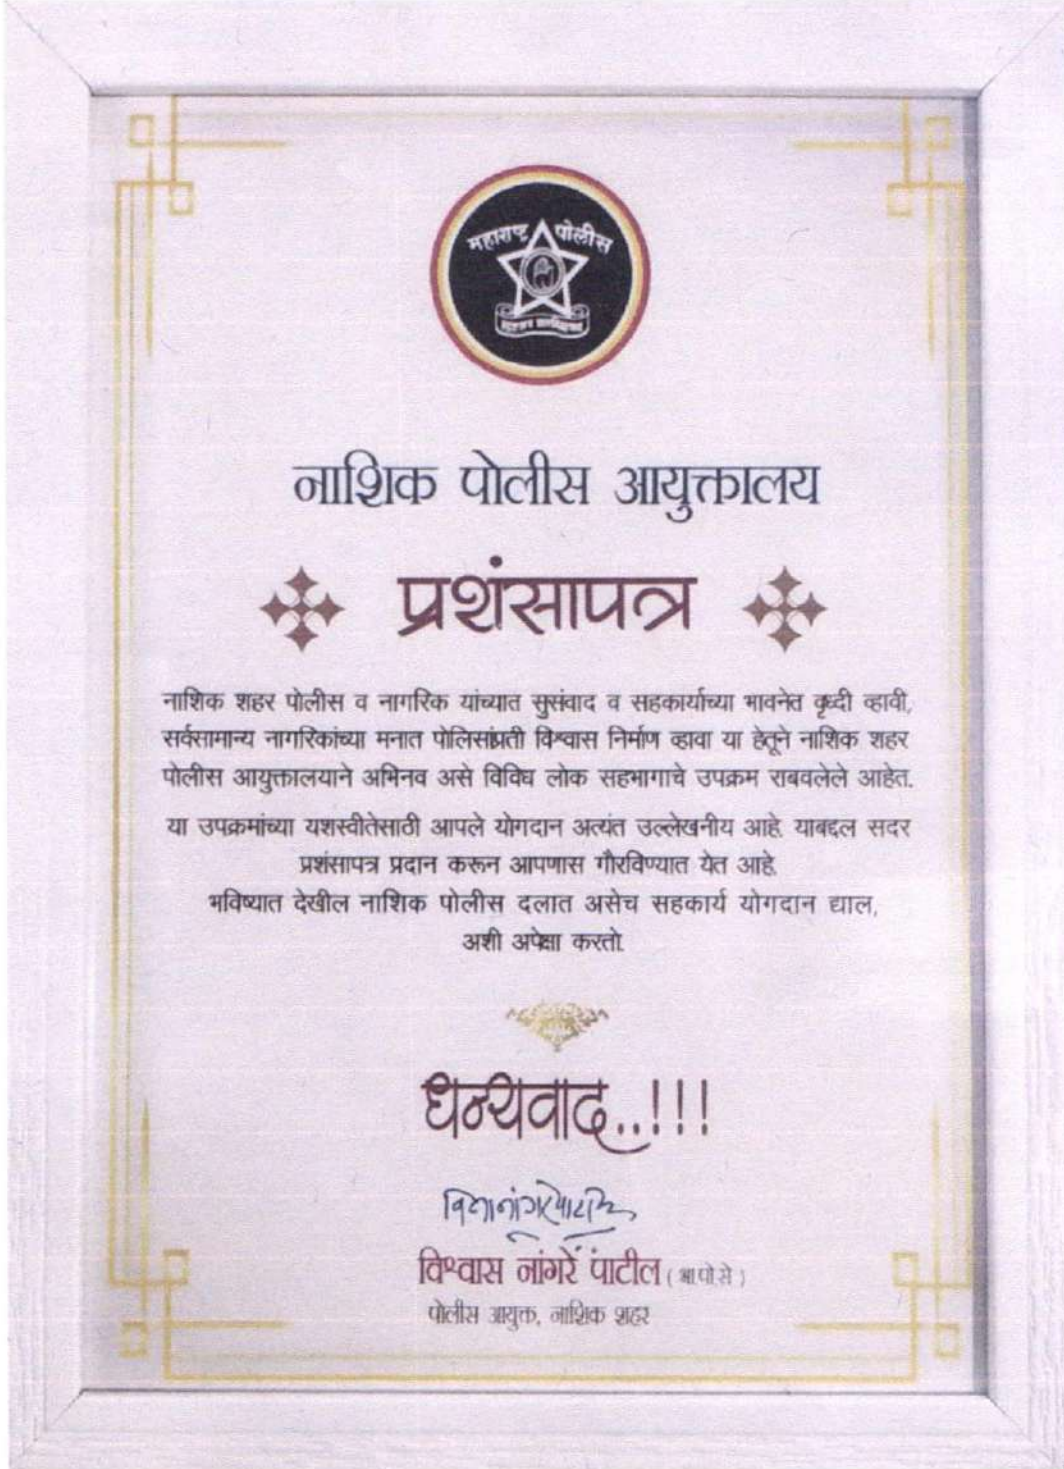 महाराष्ट्र पोलीस
नाशिक पोलीस आयुक्तालय
प्रशंसापत्र
नाशिक शहर पोलीस व नागरिक यांच्यात सुसंवाद व सहकार्याच्या भावनेत वृध्दी व्हावी,
सर्वसामान्य नागरिकांच्या मनात पोलिसांप्रती विश्वास निर्माण व्हावा या हेतूने नाशिक शहर
पोलीस आयुक्तालयाने अभिनव असे विविध लोक सहभागाचे उपक्रम राबवलेले आहेत.
या उपक्रमांच्या यशस्वीतेसाठी आपले योगदान अत्यंत उल्लेखनीय आहे. याबद्दल सदर
प्रशंसापत्र प्रदान करून आपणास गौरविण्यात येत आहे.
भविष्यात देखील नाशिक पोलीस दलात असेच सहकार्य योगदान द्याल,
अशी अपेक्षा करतो.
धन्यवाद..!!!
विश्वास नांगरे पाटील ( भा.पो.से )
पोलीस आयुक्त, नाशिक शहर